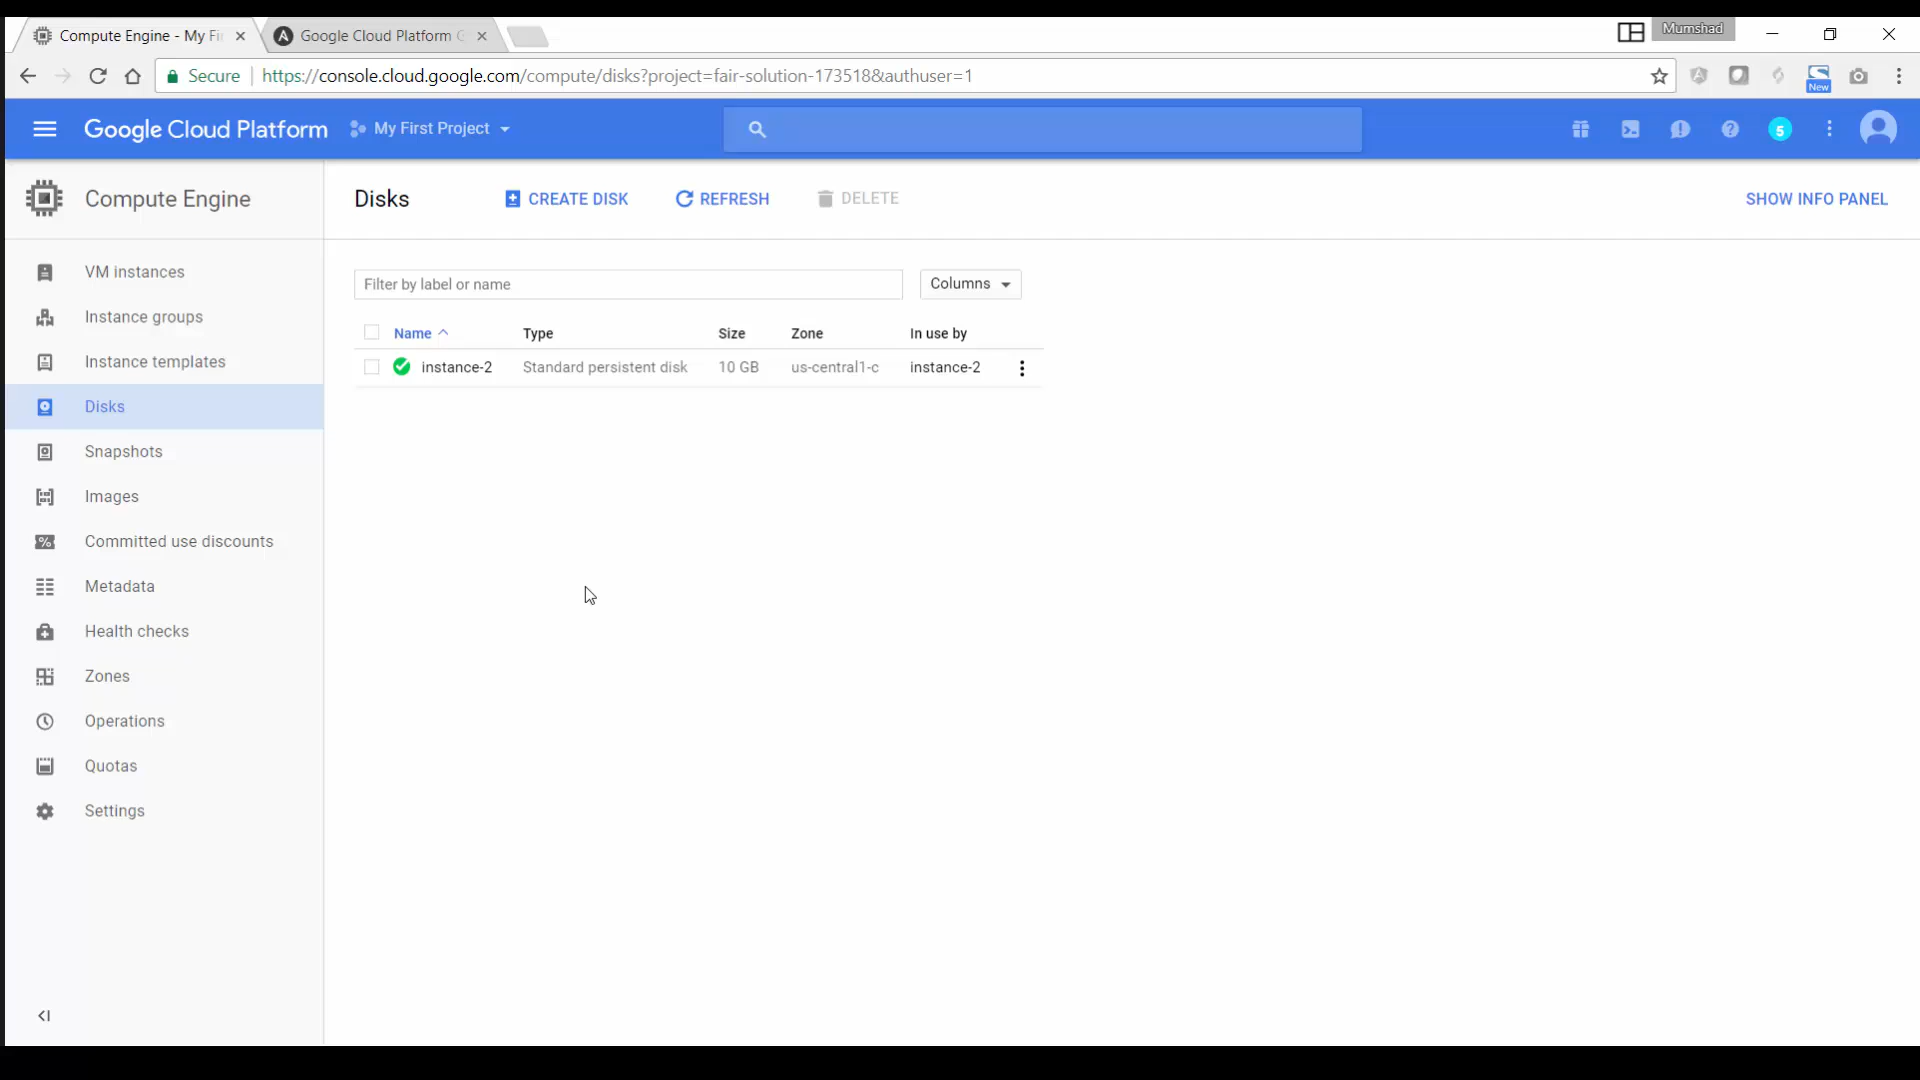 Compute Engine - My Fi
Google Cloud Platform G
Mumshad
Secure
https://console.cloud.google.com/compute/disks?project=fair-solution-173518&authuser=1
New
Google Cloud Platform
My First Project
5
Compute Engine
Disks
CREATE DISK
REFRESH
DELETE
SHOW INFO PANEL
VM instances
Instance groups
Instance templates
Disks
Snapshots
Images
Committed use discounts
Metadata
Health checks
Zones
Operations
Quotas
Settings
Filter by label or name
Columns
Name Type Size Zone In use by
instance-2 Standard persistent disk 10 GB us-central1-c instance-2